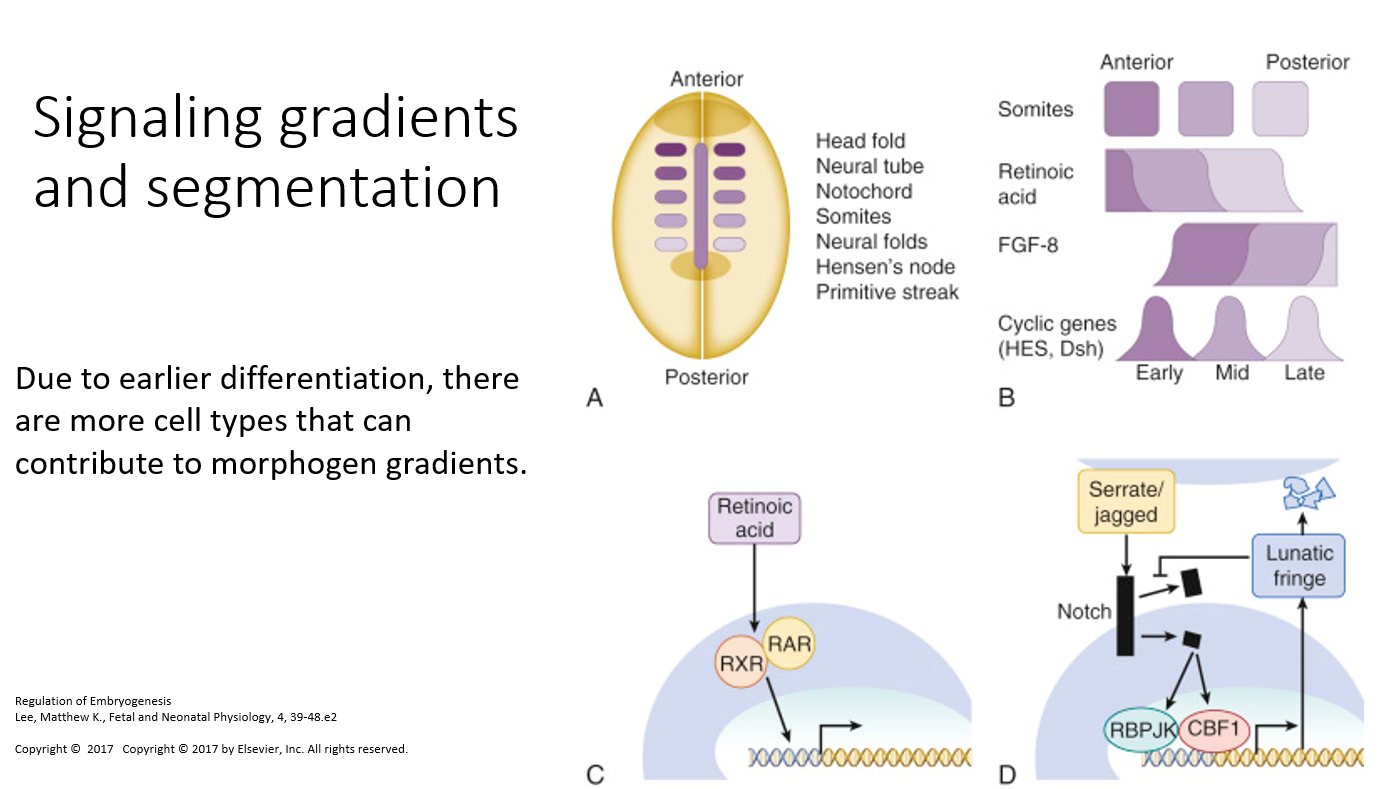 Signaling gradients
and segmentation
Due to earlier differentiation, there
are more cell types that can
contribute to morphogen gradients.
Regulation of Embryogenesis
Lee, Matthew K., Fetal and Neonatal Physiology, 4, 39-48.e2
Copyright © 2017 Copyright © 2017 by Elsevier, Inc. All rights reserved.
Anterior
Head fold
Neural tube
Notochord
Somites
Neural folds
Hensen's node
Primitive streak
Posterior
A
Anterior
Posterior
Somites
Retinoic
acid
FGF-8
Cyclic genes
(HES, Dsh)
Early
Mid
Late
B
Retinoic
acid
RXR
RAR
C
Serrate/
jagged
Lunatic
fringe
Notch
RBPJK
CBF1
D